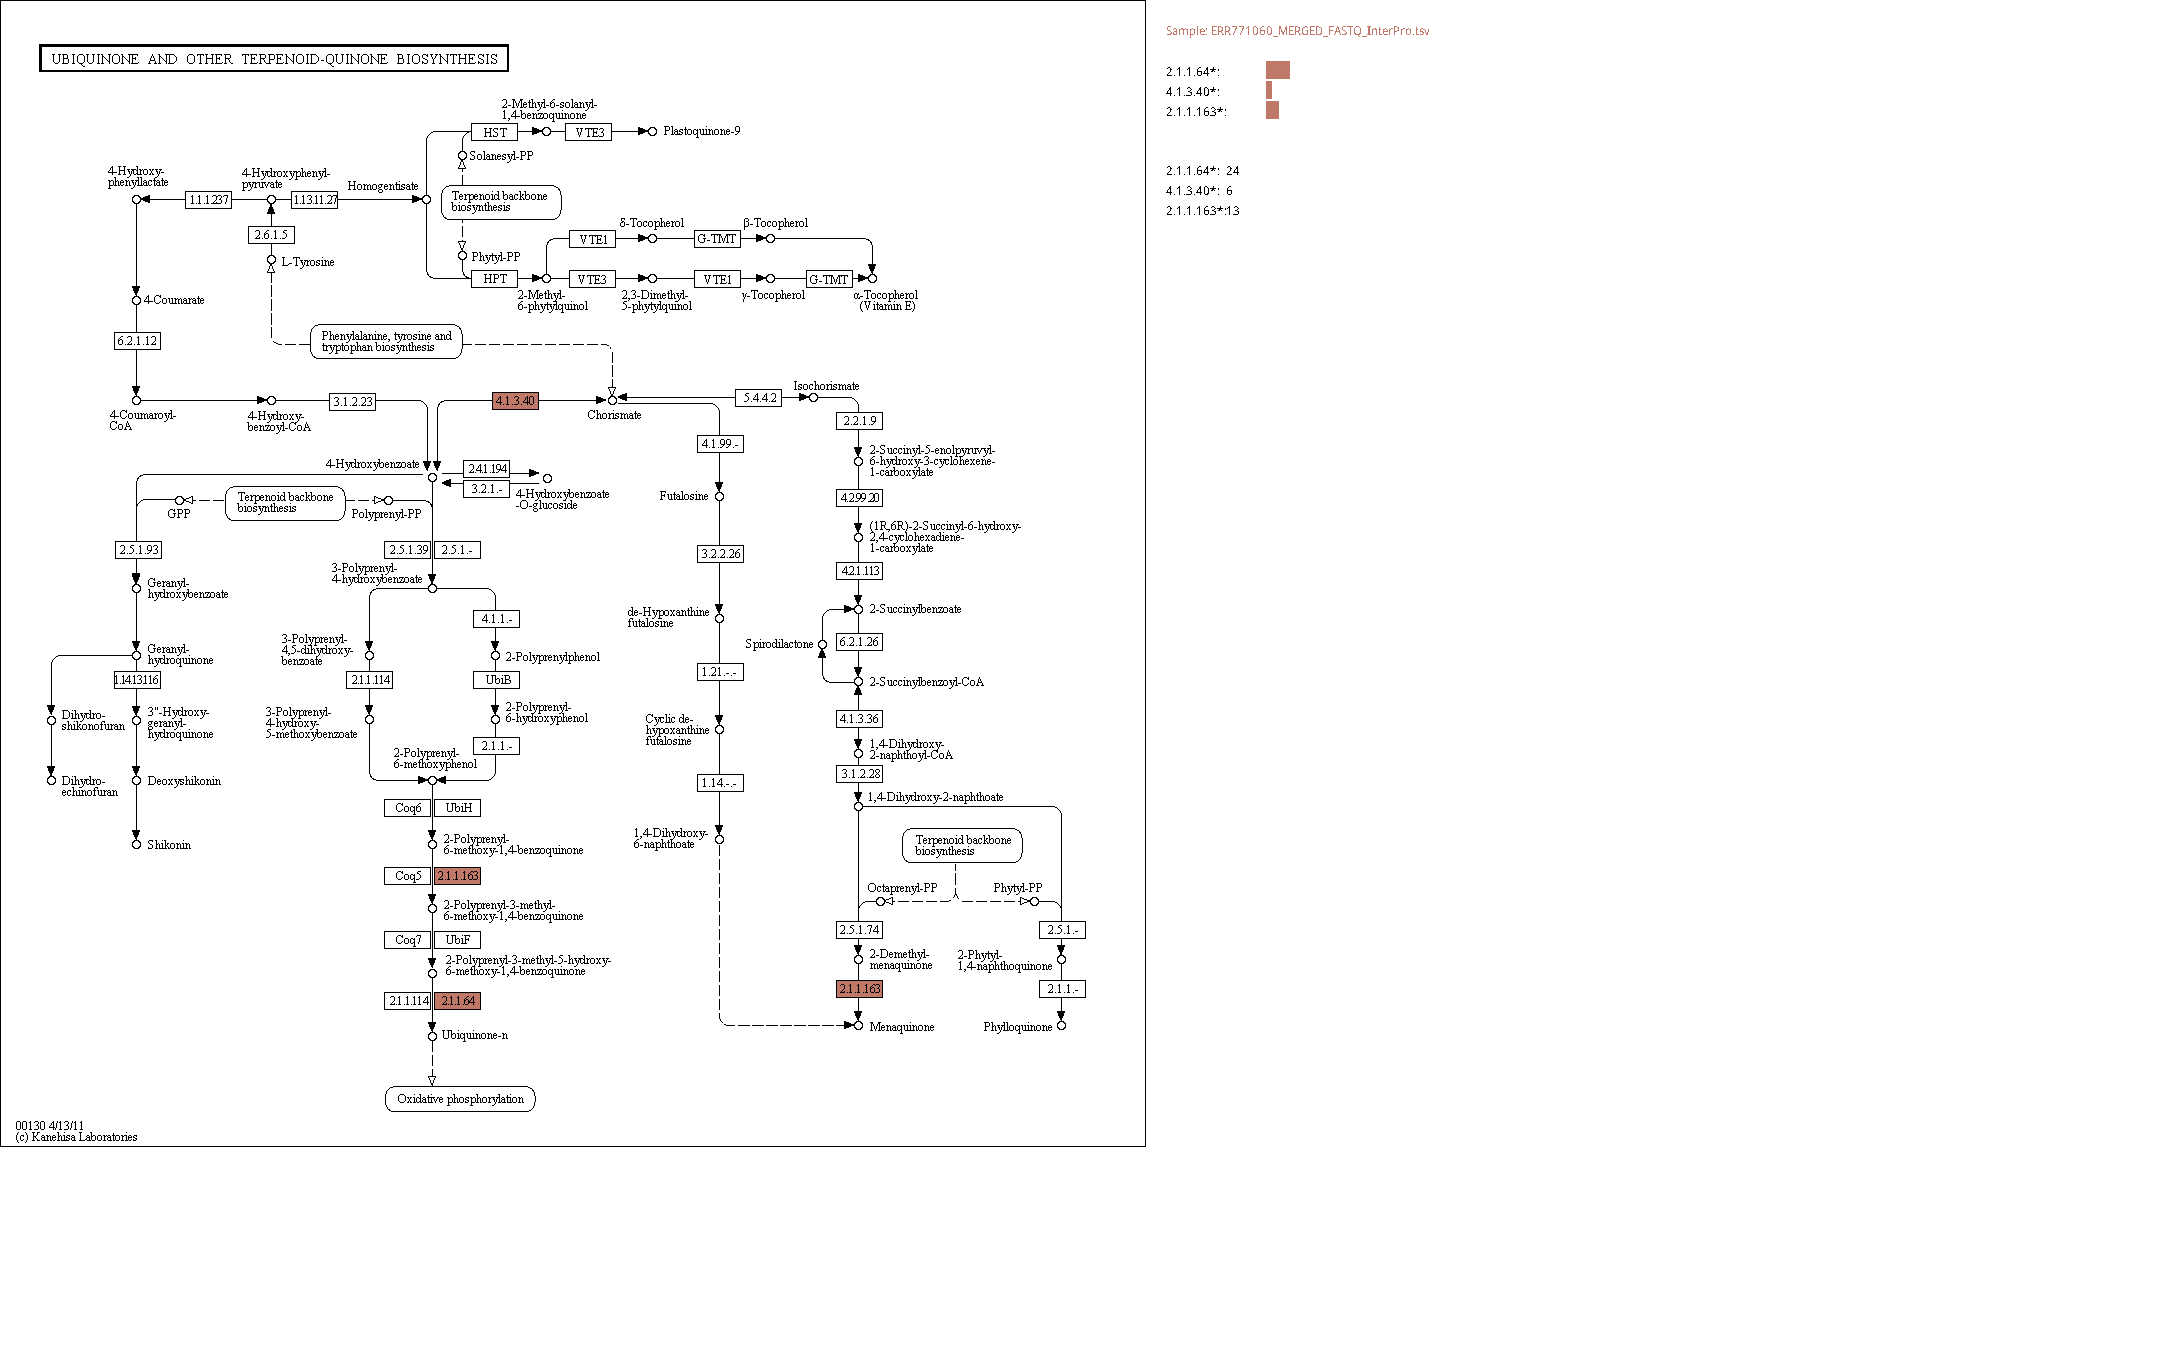 UBIQUINONE AND OTHER TERPENOID-QUINONE BIOSYNTHESIS
2-Methyl-6-solanyl-
1,4-benzoquinone
HST
VTE3
Plastoquinone-9
Solanesyl-PP
4-Hydroxy-
phenyllactate
4-Hydroxyphenyl-
pyruvate
Homogentisate
1.1.1.237
1.13.11.27
Terpenoid backbone
biosynthesis
2.6.1.5
L-Tyrosine
δ-Tocopherol
β-Tocopherol
VTE1
G-TMT
Phytyl-PP
HPT
VTE3
VTE1
G-TMT
2-Methyl-
6-phytylquinol
2,3-Dimethyl-
5-phytylquinol
γ-Tocopherol
α-Tocopherol
(Vitamin E)
4-Coumarate
6.2.1.12
Phenylalanine, tyrosine and
tryptophan biosynthesis
4-Coumaroyl-
CoA
4-Hydroxy-
benzoyl-CoA
3.1.2.23
4.1.3.40
Chorismate
5.4.4.2
Isochorismate
2.2.1.9
4.1.99.-
2-Succinyl-5-enolpyruvyl-
6-hydroxy-3-cyclohexene-
1-carboxylate
4-Hydroxybenzoate
2.4.1.194
3.2.1.-
4-Hydroxybenzoate
-O-glucoside
Terpenoid backbone
biosynthesis
GPP
Polyprenyl-PP
Futalosine
4.2.99.20
(1R,6R)-2-Succinyl-6-hydroxy-
2,4-cyclohexadiene-
1-carboxylate
2.5.1.93
2.5.1.39
2.5.1.-
3.2.2.26
4.2.1.113
3-Polyprenyl-
4-hydroxybenzoate
Geranyl-
hydroxybenzoate
4.1.1.-
de-Hypoxanthine
futalosine
2-Succinylbenzoate
Spirodilactone
6.2.1.26
3-Polyprenyl-
4,5-dihydroxy-
benzoate
2-Polyprenylphenol
Geranyl-
hydroquinone
1.14.13.116
2.1.1.114
UbiB
1.21.-.-
2-Succinylbenzoyl-CoA
Dihydro-
shikonofuran
3"-Hydroxy-
geranyl-
hydroquinone
3-Polyprenyl-
4-hydroxy-
5-methoxybenzoate
2-Polyprenyl-
6-hydroxyphenol
2.1.1.-
Cyclic de-
hypoxanthine
futalosine
4.1.3.36
1,4-Dihydroxy-
2-naphthoyl-CoA
2-Polyprenyl-
6-methoxyphenol
Dihydro-
echinofuran
Deoxyshikonin
1.14.-.-
3.1.2.28
1,4-Dihydroxy-2-naphthoate
Coq6
UbiH
Shikonin
2-Polyprenyl-
6-methoxy-1,4-benzoquinone
1,4-Dihydroxy-
6-naphthoate
Terpenoid backbone
biosynthesis
Coq5
2.1.1.163
Octaprenyl-PP
Phytyl-PP
2-Polyprenyl-3-methyl-
6-methoxy-1,4-benzoquinone
2.5.1.74
2.5.1.-
Coq7
UbiF
2-Polyprenyl-3-methyl-5-hydroxy-
6-methoxy-1,4-benzoquinone
2-Demethyl-
menaquinone
2-Phytyl-
1,4-naphthoquinone
2.1.1.114
2.1.1.64
2.1.1.163
2.1.1.-
Menaquinone
Phylloquinone
Ubiquinone-n
Oxidative phosphorylation
00130 4/13/11
(c) Kanehisa Laboratories
Sample: ERR771060_MERGED_FASTQ_InterPro.tsv
2.1.1.64*:
4.1.3.40*:
2.1.1.163*:
2.1.1.64*: 24
4.1.3.40*: 6
2.1.1.163*:13